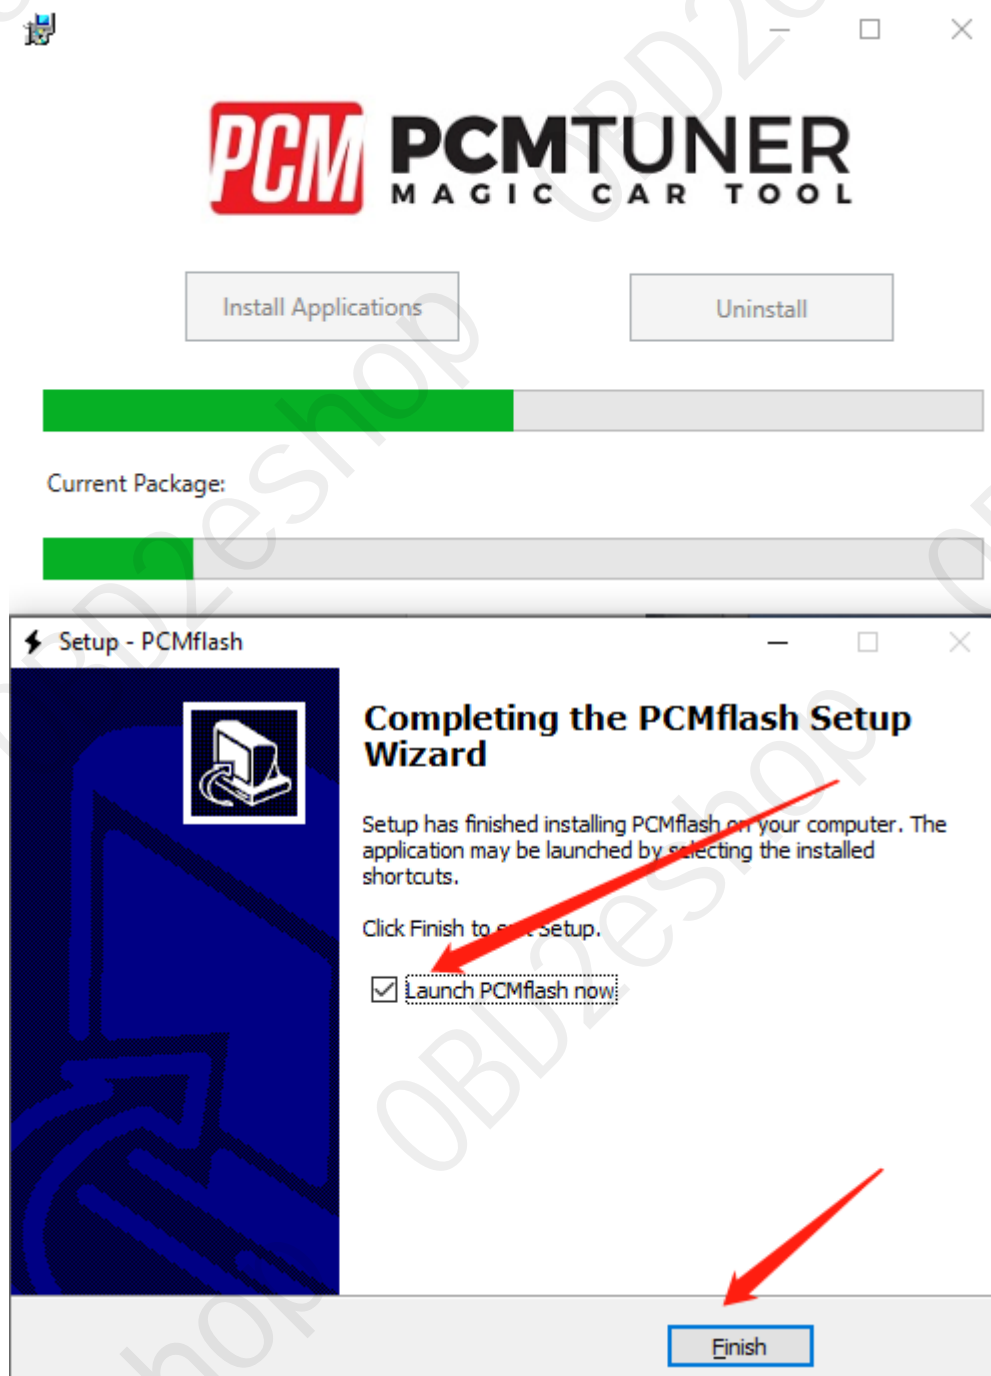 PCM PCMTUNER
MAGIC CAR TOOL
Install Applications
Uninstall
Current Package:
Setup - PCMflash
Completing the PCMflash Setup
Wizard
Setup has finished installing PCMflash on your computer. The
application may be launched by selecting the installed
shortcuts.
Click Finish to exit Setup.
Launch PCMflash now
Finish
OBD2eshop
OBD2eshop